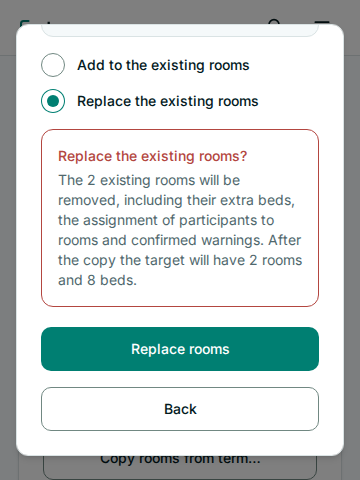 Add to the existing rooms
Replace the existing rooms
Replace the existing rooms?
The 2 existing rooms will be
removed, including their extra beds,
the assignment of participants to
rooms and confirmed warnings. After
the copy the target will have 2 rooms
and 8 beds.
Replace rooms
Back
Copy rooms from term...